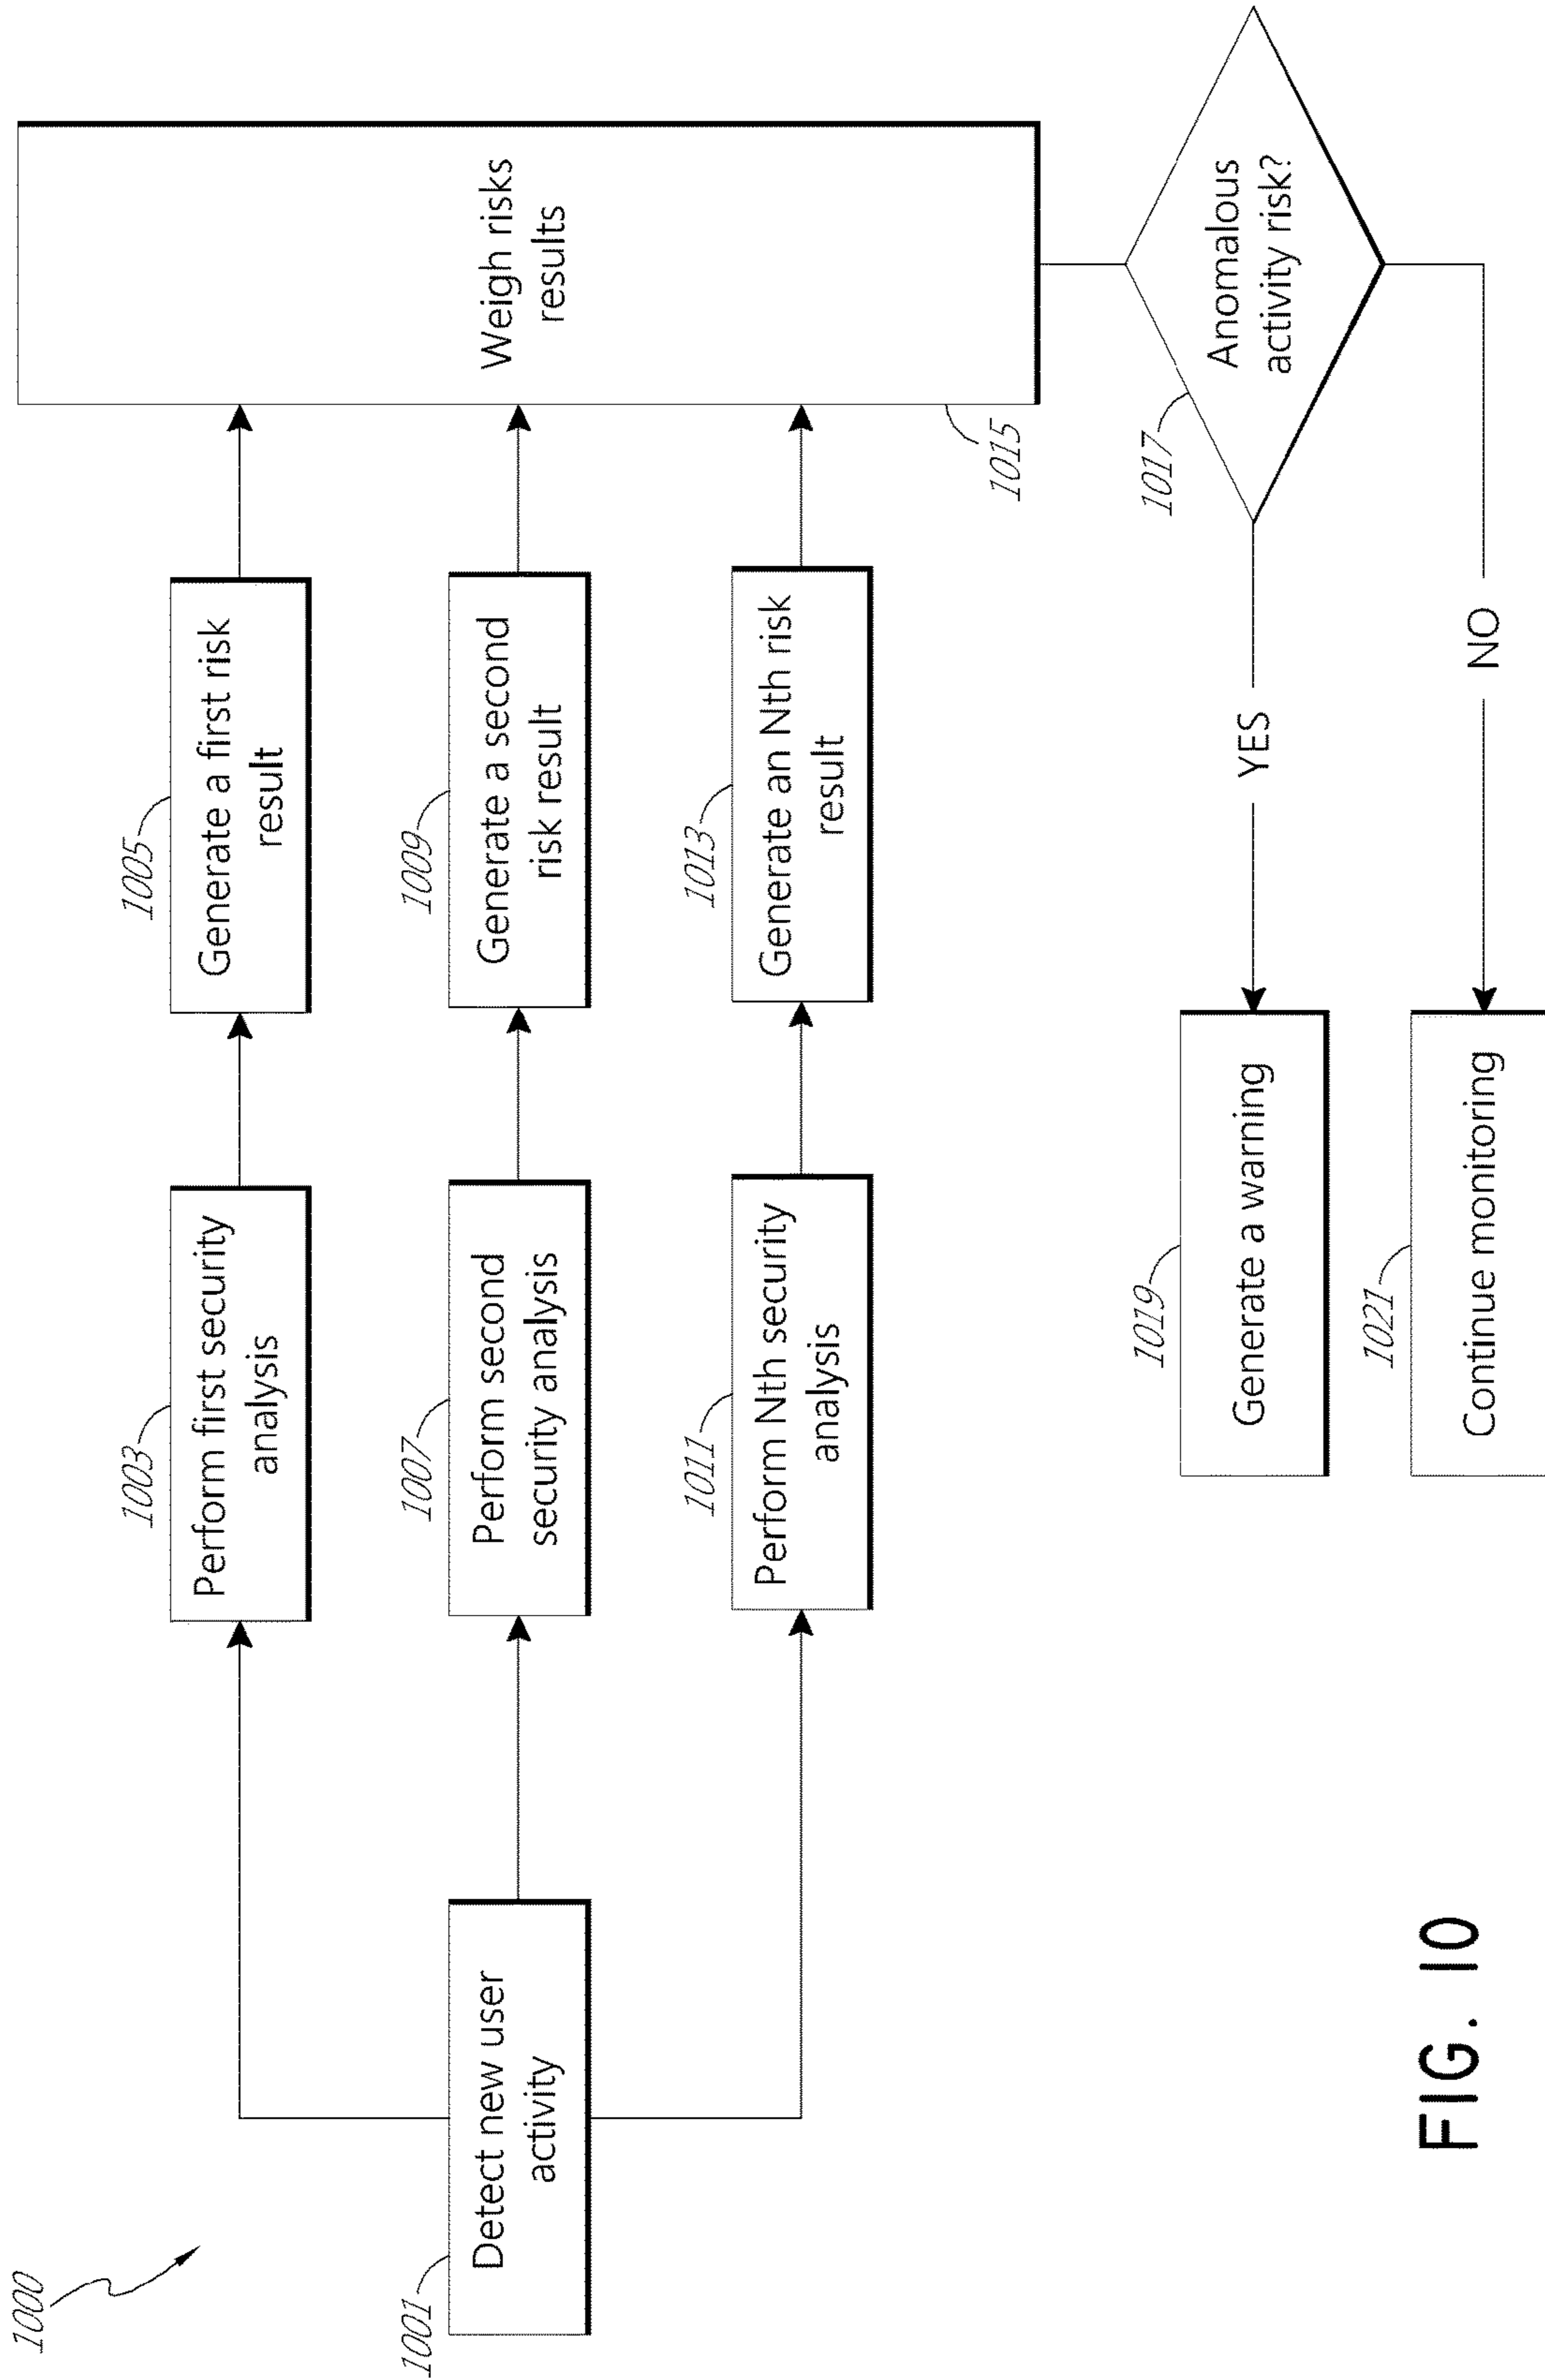 1000
1001
Detect new user
activity
1003
Perform first security
analysis
1005
Generate a first risk
result
1007
Perform second
security analysis
1009
Generate a second
risk result
1011
Perform Nth security
analysis
1013
Generate an Nth risk
result
Weigh risks
results
1015
1017
Anomalous
activity risk?
YES
1019
Generate a warning
NO
1021
Continue monitoring
FIG. 10